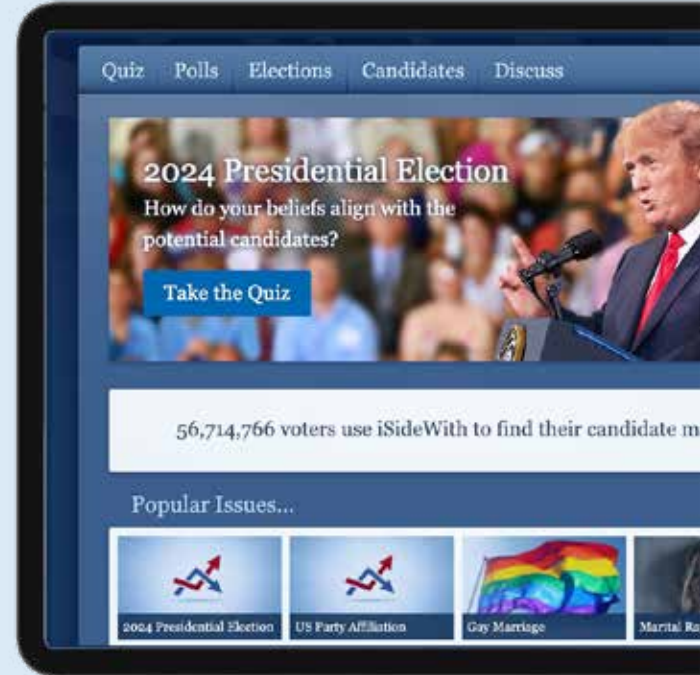 Quiz Polls Elections Candidates Discuss
2024 Presidential Election
How do your beliefs align with the
potential candidates?
Take the Quiz
56,714,766 voters use iSideWith to find their candidate m
Popular Issues...
2024 Presidential Election
US Party Affiliation
Gay Marriage
Marital Ra